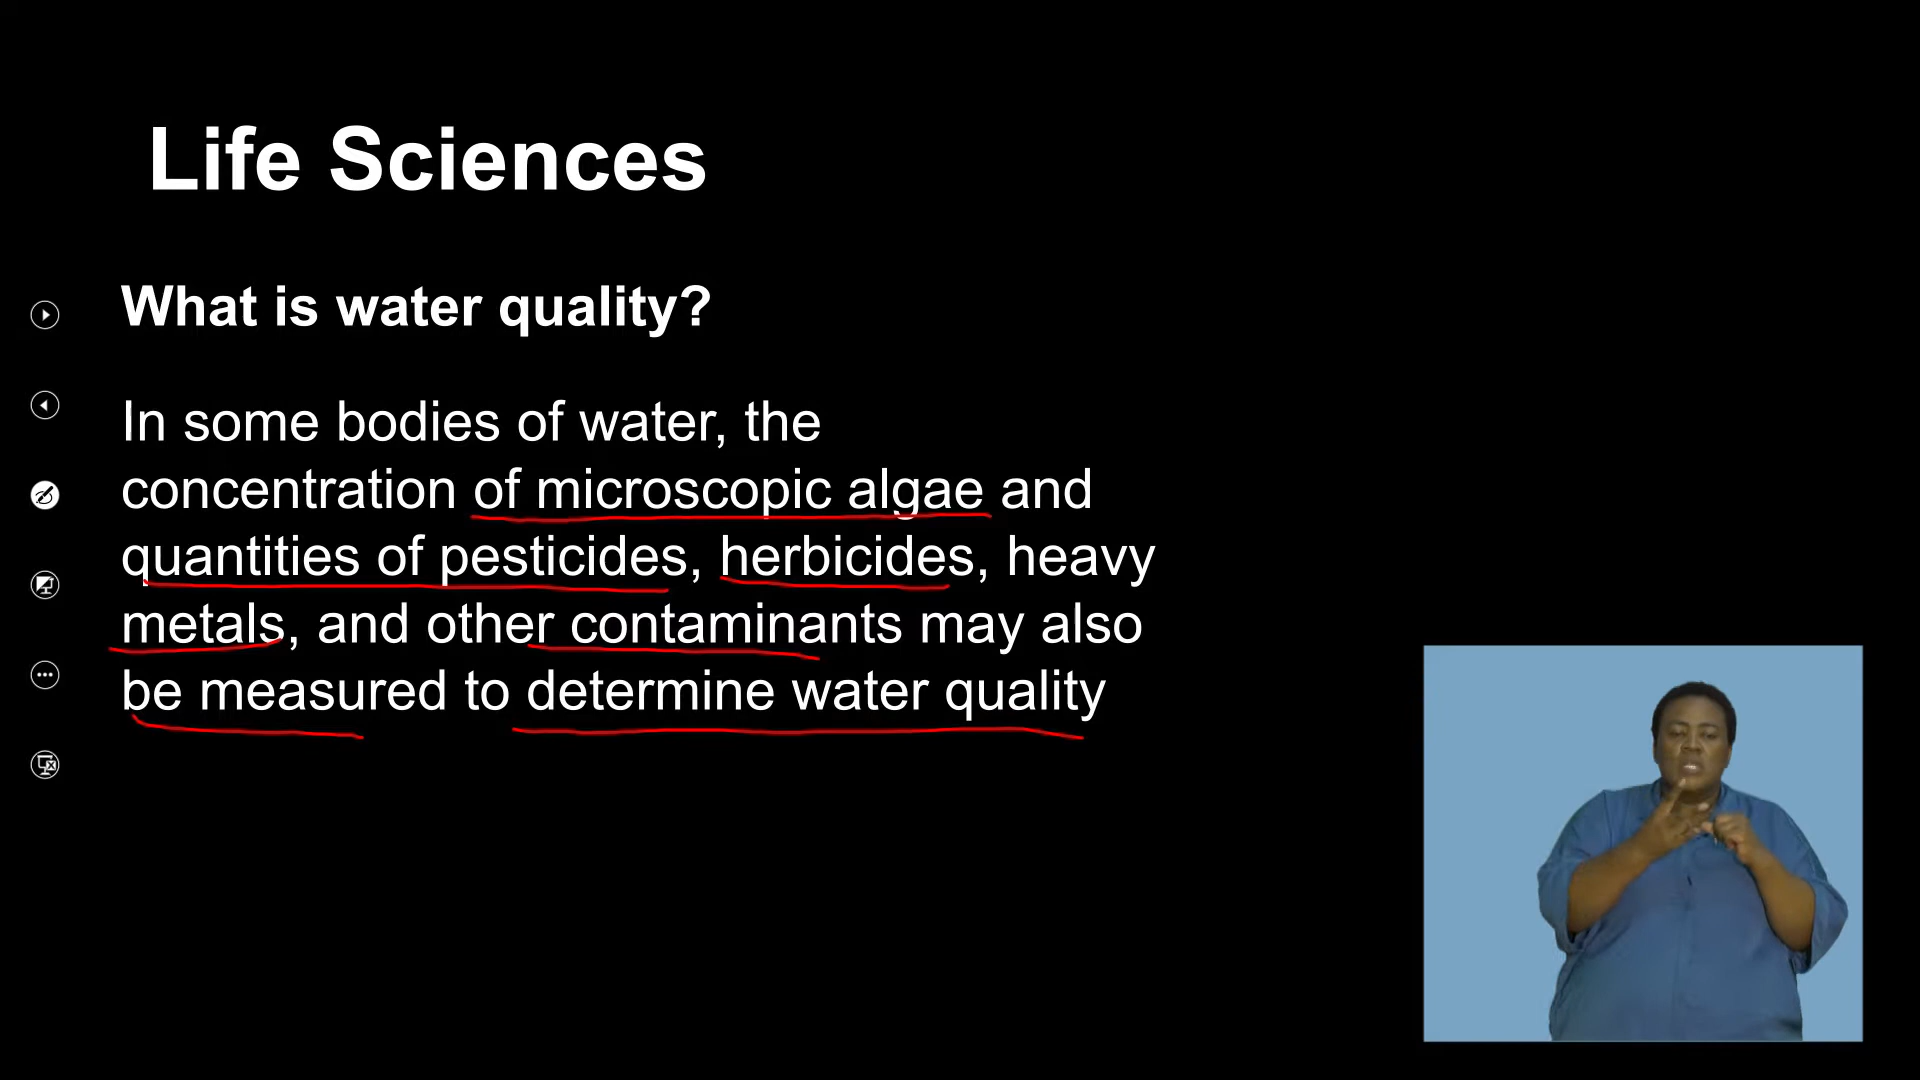 Life Sciences
What is water quality?
In some bodies of water, the
concentration of microscopic algae and
quantities of pesticides, herbicides, heavy
metals, and other contaminants may also
be measured to determine water quality